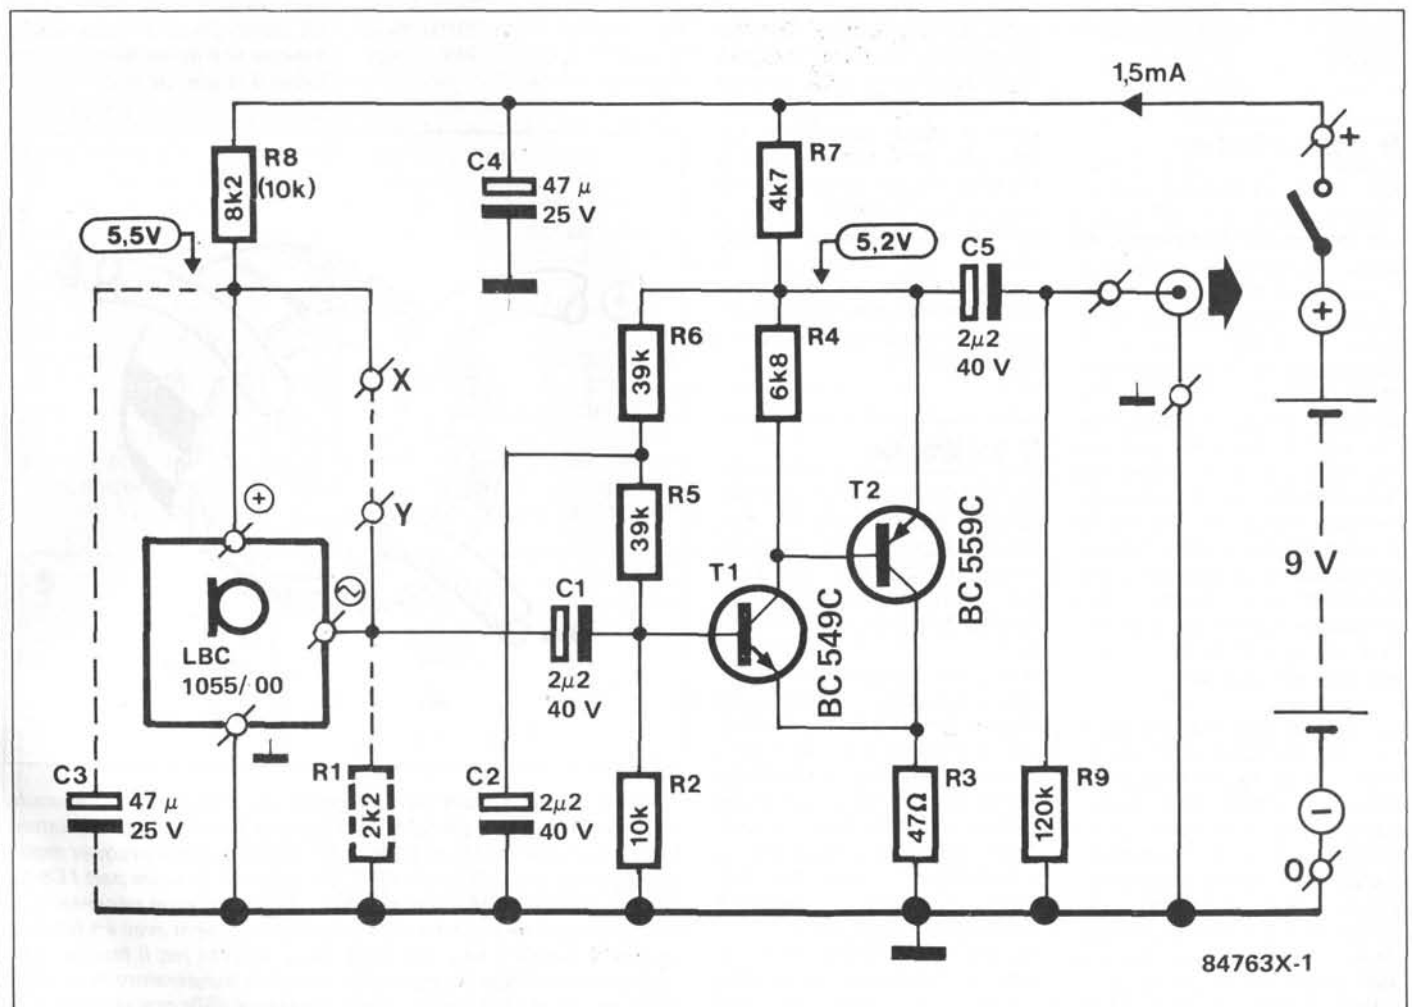 1,5mA
+
R8
(10k)
8k2
C4
47 µ
25 V
R7
4k7
5,5V
5,2V
C5
2µ2
40 V
+
R6
39k
R4
6k8
X
Y
+
R5
39k
T2
BC 559C
9 V
LBC
1055/ 00
C1
2µ2
40 V
T1
BC 549C
C3
47 µ
25 V
R1
2k2
C2
2µ2
40 V
R2
10k
R3
47Ω
R9
120k
−
0
84763X-1